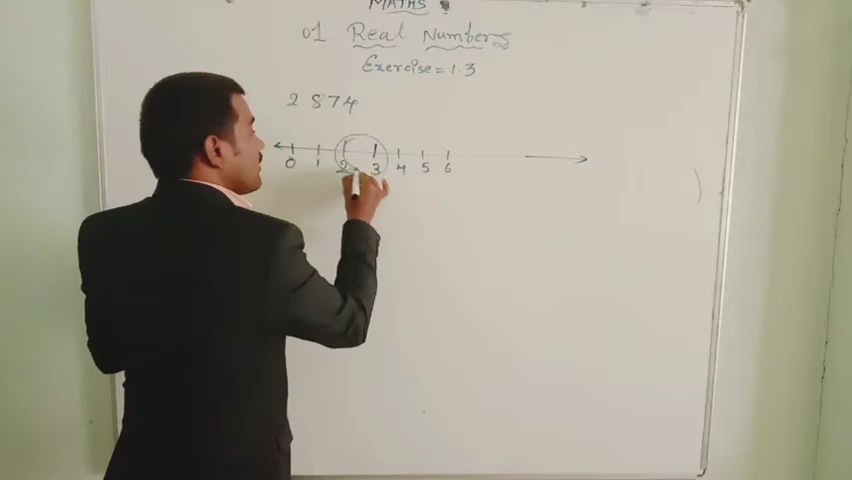 MATHS
01. Real Numbers
Exercise = 1.3
2 874
0 1 2 3 4 5 6